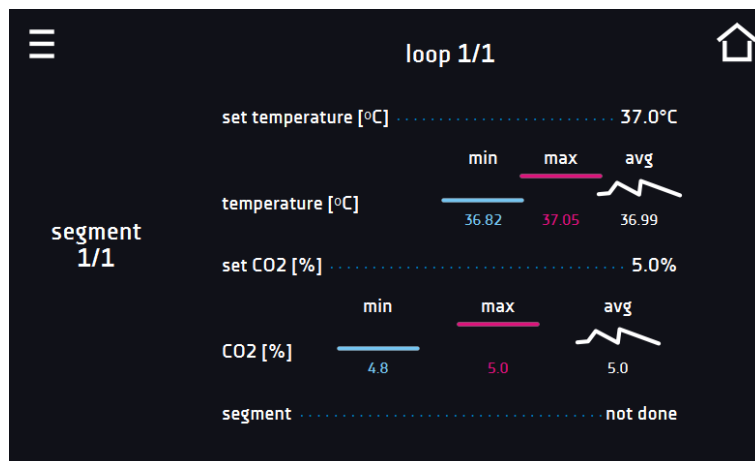 loop 1/1
set temperature [°C] 37.0°C
min max avg
temperature [°C]
36.82 37.05 36.99
segment
1/1
set CO2 [%] 5.0%
min max avg
CO2 [%]
4.8 5.0 5.0
segment not done